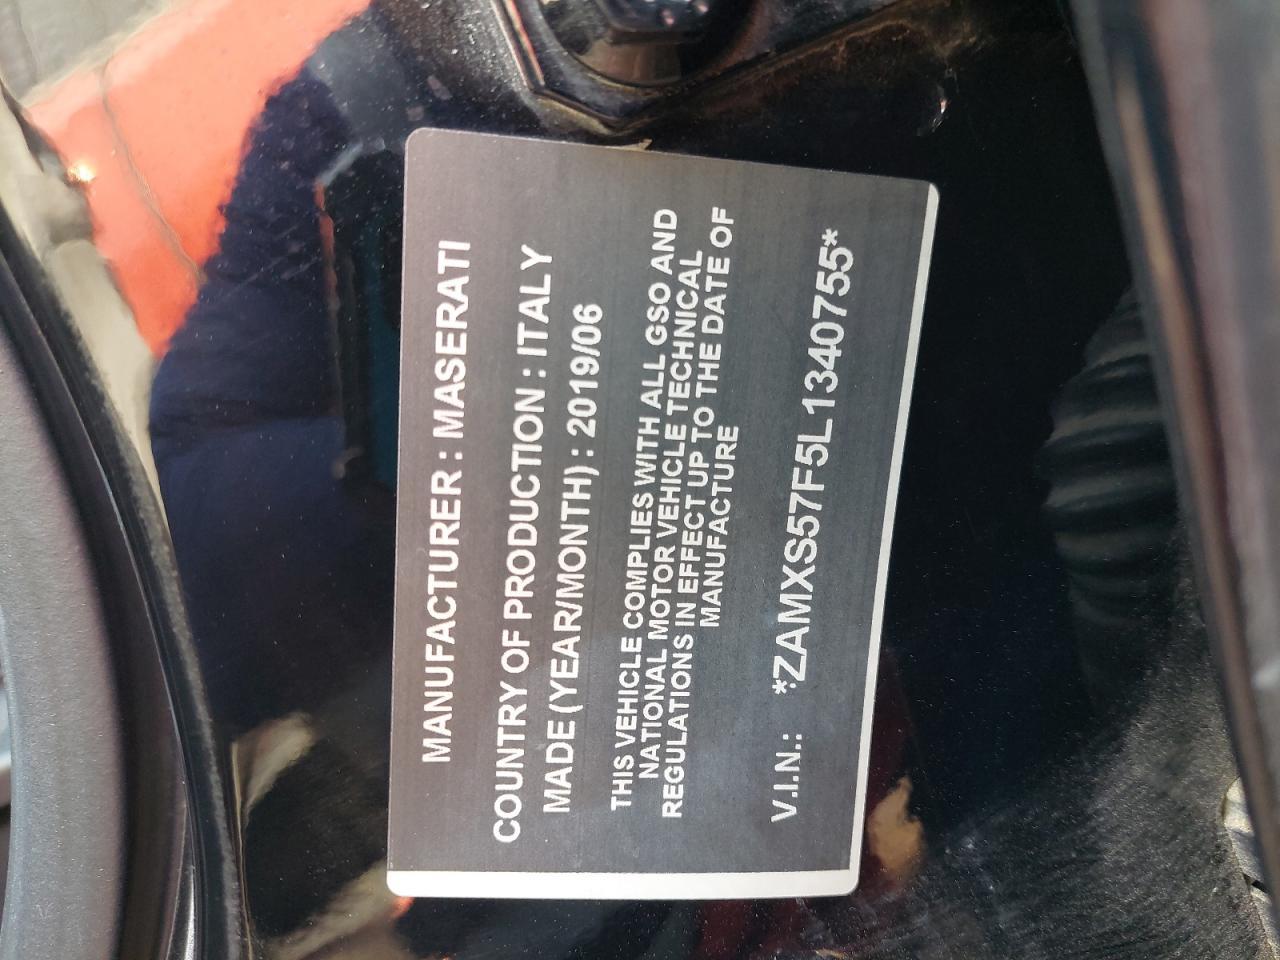 MANUFACTURER : MASERATI
COUNTRY OF PRODUCTION : ITALY
MADE (YEAR/MONTH) : 2019/06
THIS VEHICLE COMPLIES WITH ALL GSO AND
NATIONAL MOTOR VEHICLE TECHNICAL
REGULATIONS IN EFFECT UP TO THE DATE OF
MANUFACTURE
V.I.N.: *ZAMXS57F5L1340755*